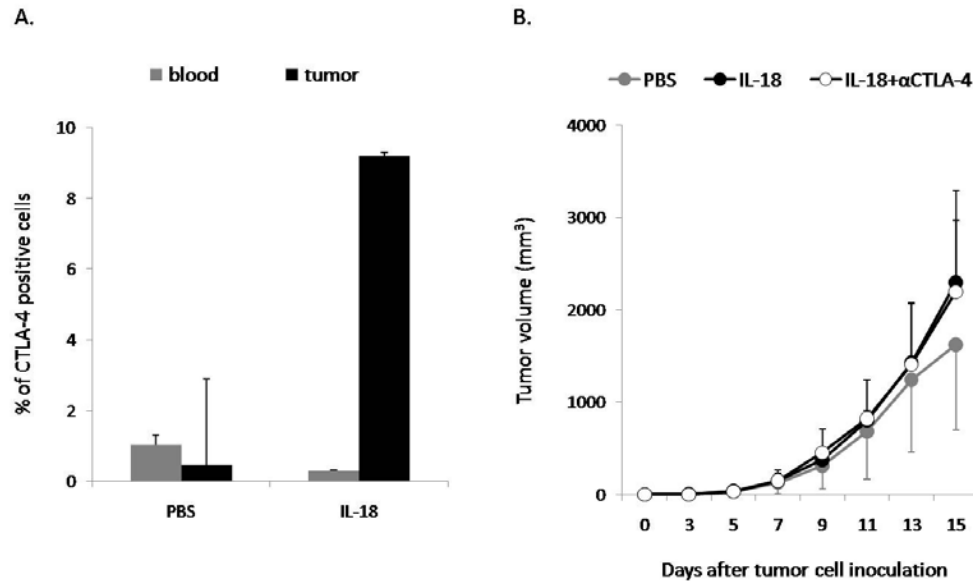 A.
blood tumor
% of CTLA-4 positive cells
10
8
6
4
2
0
PBS IL-18
B.
PBS IL-18 IL-18+αCTLA-4
Tumor volume (mm³)
4000
3000
2000
1000
0
0 3 5 7 9 11 13 15
Days after tumor cell inoculation